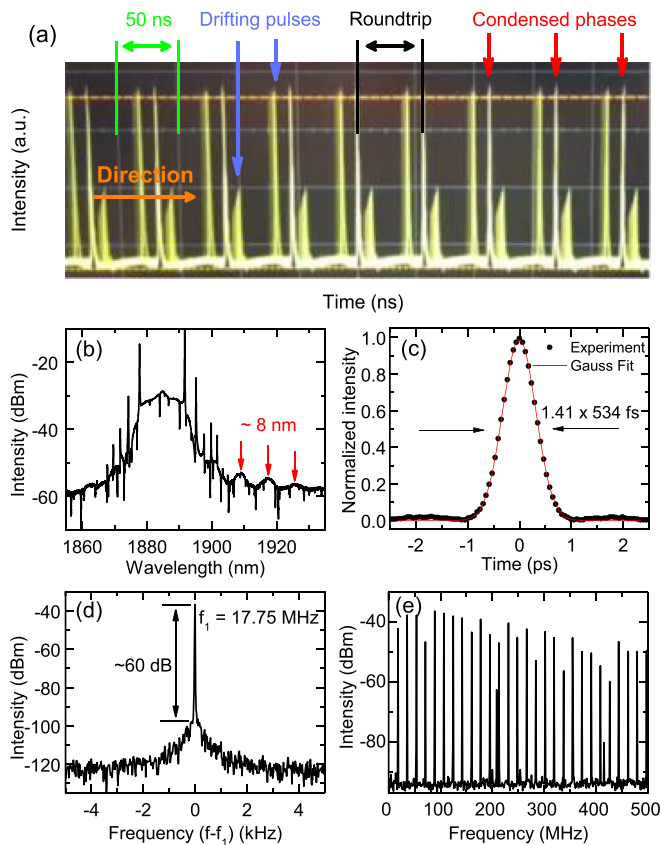 50 ns Drifting pulses Roundtrip Condensed phases
(a)
Direction
Intensity (a.u.)
Time (ns)
(b)
~ 8 nm
-20
-40
-60
Intensity (dBm)
1860 1880 1900 1920
Wavelength (nm)
(c)
Experiment
Gauss Fit
1.41 x 534 fs
1.0
0.8
0.6
0.4
0.2
0.0
Normalized intensity
-2 -1 0 1 2
Time (ps)
(d)
f1 = 17.75 MHz
~60 dB
-40
-60
-80
-100
-120
Intensity (dBm)
-4 -2 0 2 4
Frequency (f-f1) (kHz)
(e)
-40
-60
-80
Intensity (dBm)
0 100 200 300 400 500
Frequency (MHz)